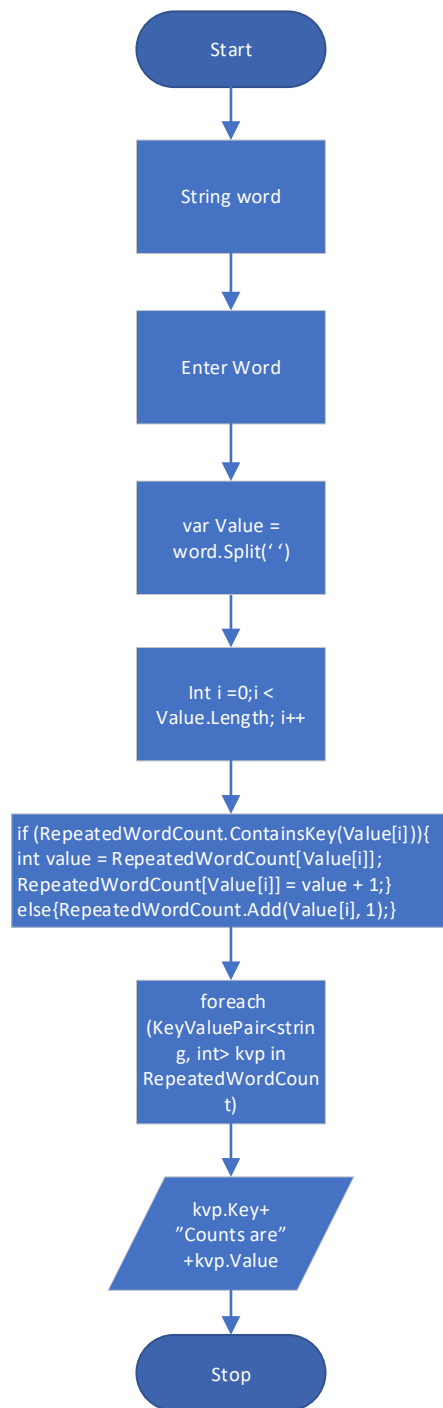 Start
String word
Enter Word
var Value =
word.Split(‘ ‘)
Int i =0;i <
Value.Length; i++
if (RepeatedWordCount.ContainsKey(Value[i])){
int value = RepeatedWordCount[Value[i]];
RepeatedWordCount[Value[i]] = value + 1;}
else{RepeatedWordCount.Add(Value[i], 1);}
foreach
(KeyValuePair<strin
g, int> kvp in
RepeatedWordCoun
t)
kvp.Key+
”Counts are”
+kvp.Value
Stop